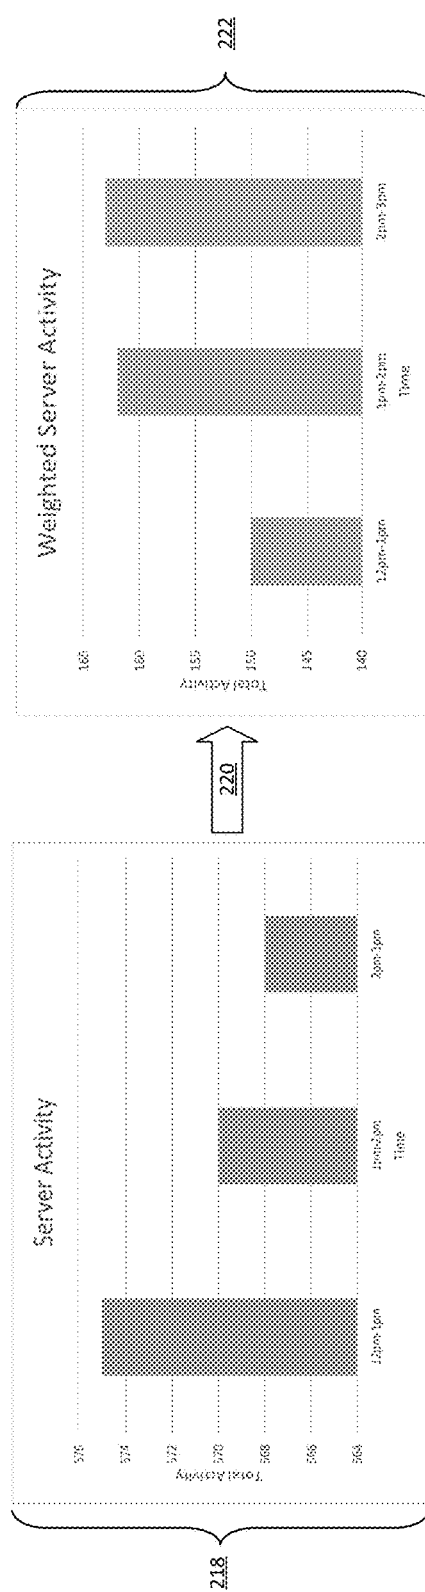 218
Server Activity
Total Activity
576
574
572
570
568
566
564
12pm-1pm
1pm-2pm
2pm-3pm
Time
220
Weighted Server Activity
Total Activity
165
160
155
150
145
140
12pm-1pm
1pm-2pm
2pm-3pm
Time
222